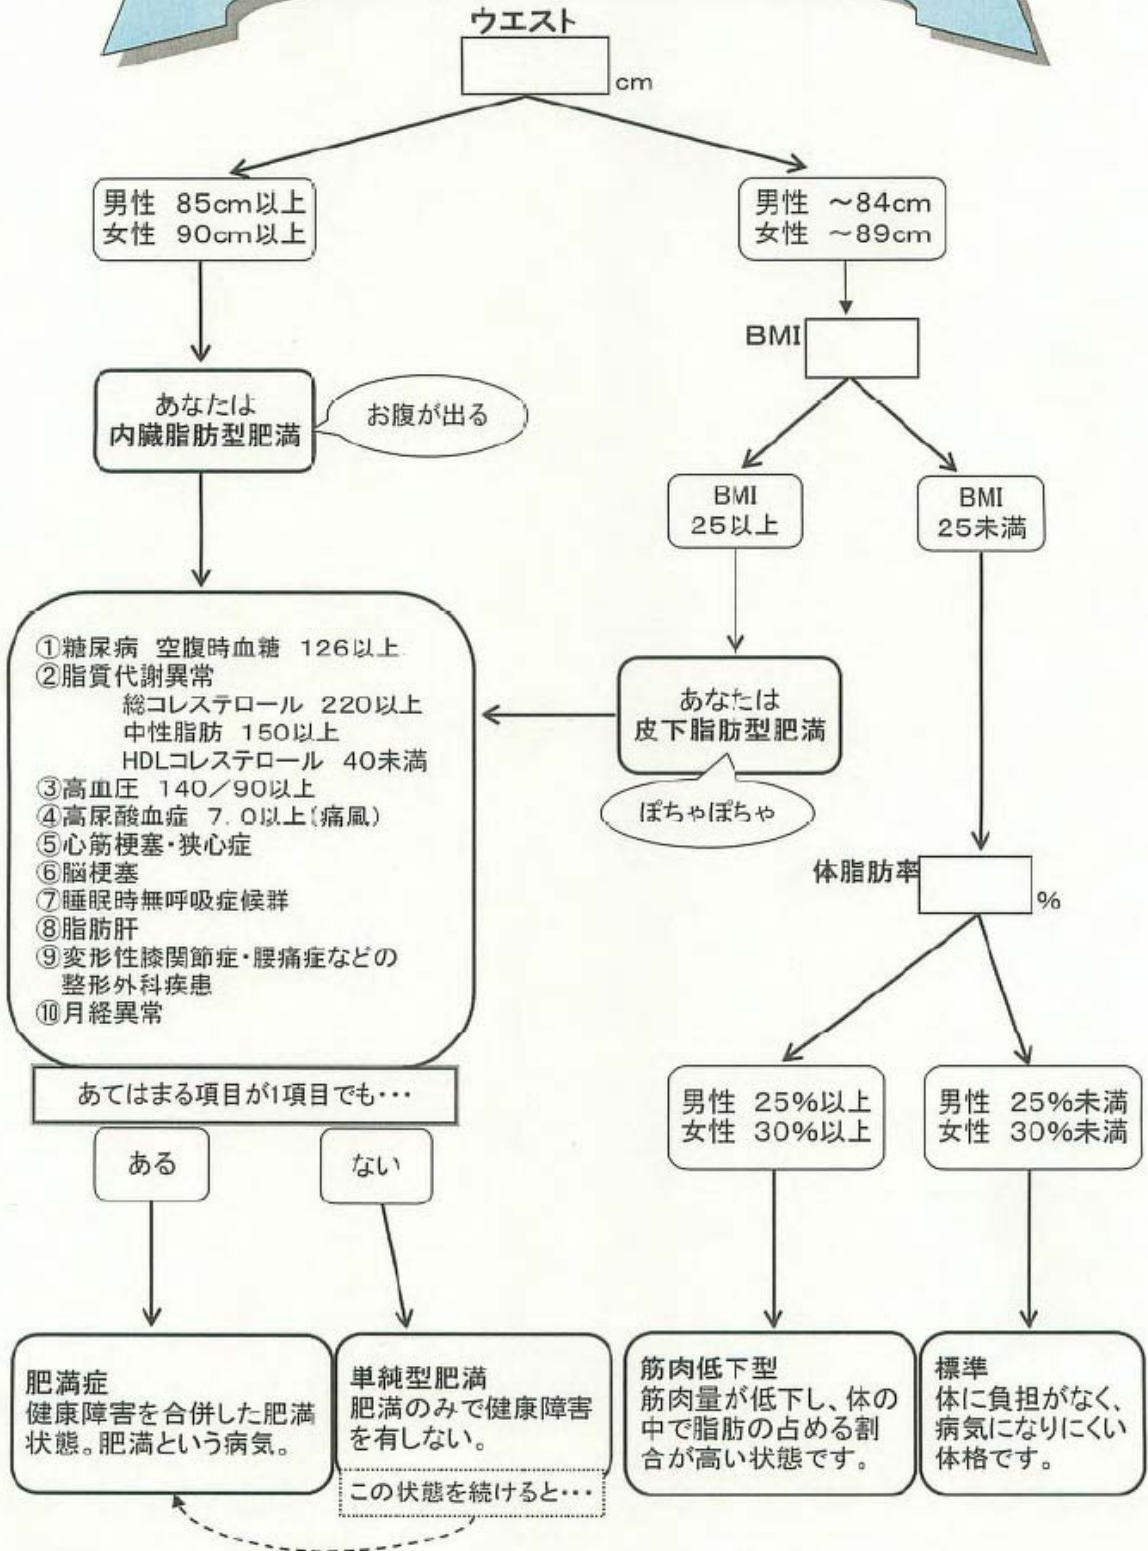 ウエスト
cm
男性 85cm以上
女性 90cm以上
男性 ～84cm
女性 ～89cm
BMI
あなたは
内臓脂肪型肥満
お腹が出る
BMI
25以上
BMI
25未満
①糖尿病 空腹時血糖 126以上
②脂質代謝異常
総コレステロール 220以上
中性脂肪 150以上
HDLコレステロール 40未満
③高血圧 140／90以上
④高尿酸血症 7.0以上(痛風)
⑤心筋梗塞・狭心症
⑥脳梗塞
⑦睡眠時無呼吸症候群
⑧脂肪肝
⑨変形性膝関節症・腰痛症などの
整形外科疾患
⑩月経異常
あなたは
皮下脂肪型肥満
ぽちゃぽちゃ
体脂肪率
%
あてはまる項目が1項目でも･･･
ある
ない
男性 25%以上
女性 30%以上
男性 25%未満
女性 30%未満
肥満症
健康障害を合併した肥満
状態。肥満という病気。
単純型肥満
肥満のみで健康障害
を有しない。
この状態を続けると･･･
筋肉低下型
筋肉量が低下し、体の
中で脂肪の占める割
合が高い状態です。
標準
体に負担がなく、
病気になりにくい
体格です。